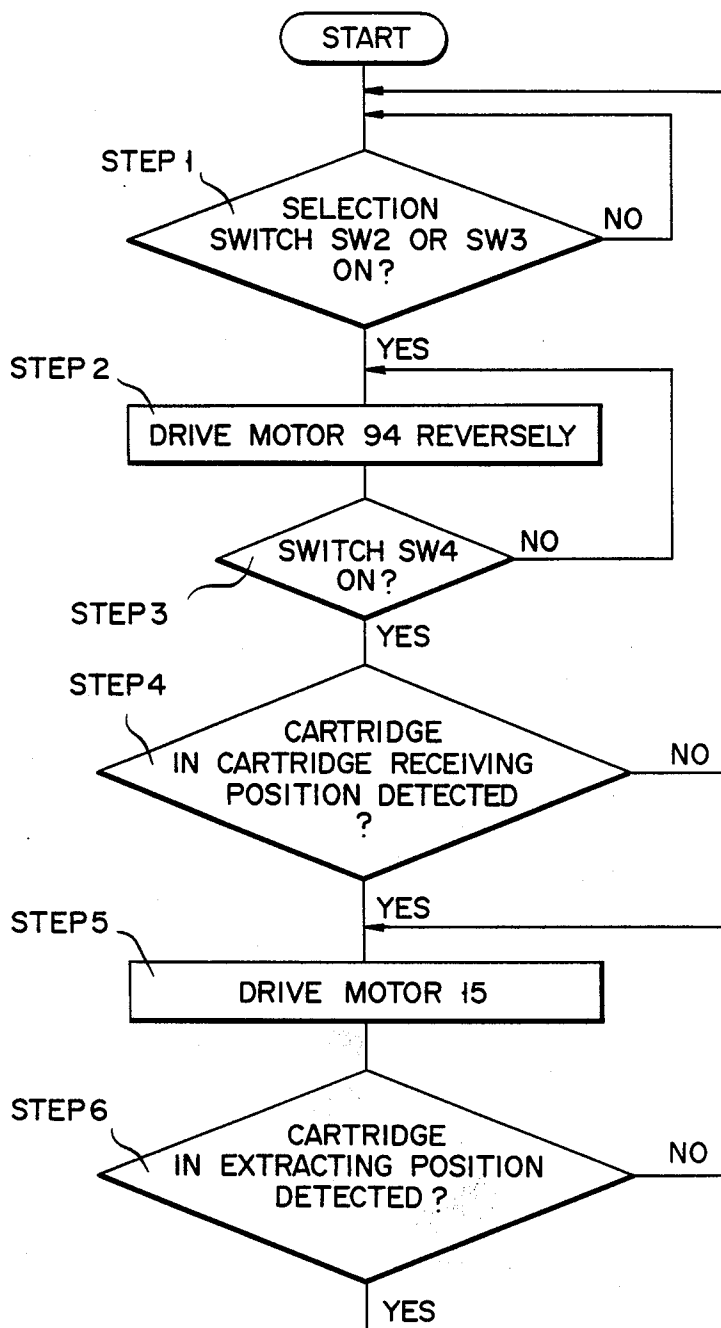 START
STEP 1
SELECTION
SWITCH SW2 OR SW3
ON?
NO
YES
STEP 2
DRIVE MOTOR 94 REVERSELY
SWITCH SW4
ON?
NO
STEP 3
YES
STEP 4
CARTRIDGE
IN CARTRIDGE RECEIVING
POSITION DETECTED
?
NO
YES
STEP 5
DRIVE MOTOR 15
STEP 6
CARTRIDGE
IN EXTRACTING POSITION
DETECTED ?
NO
YES